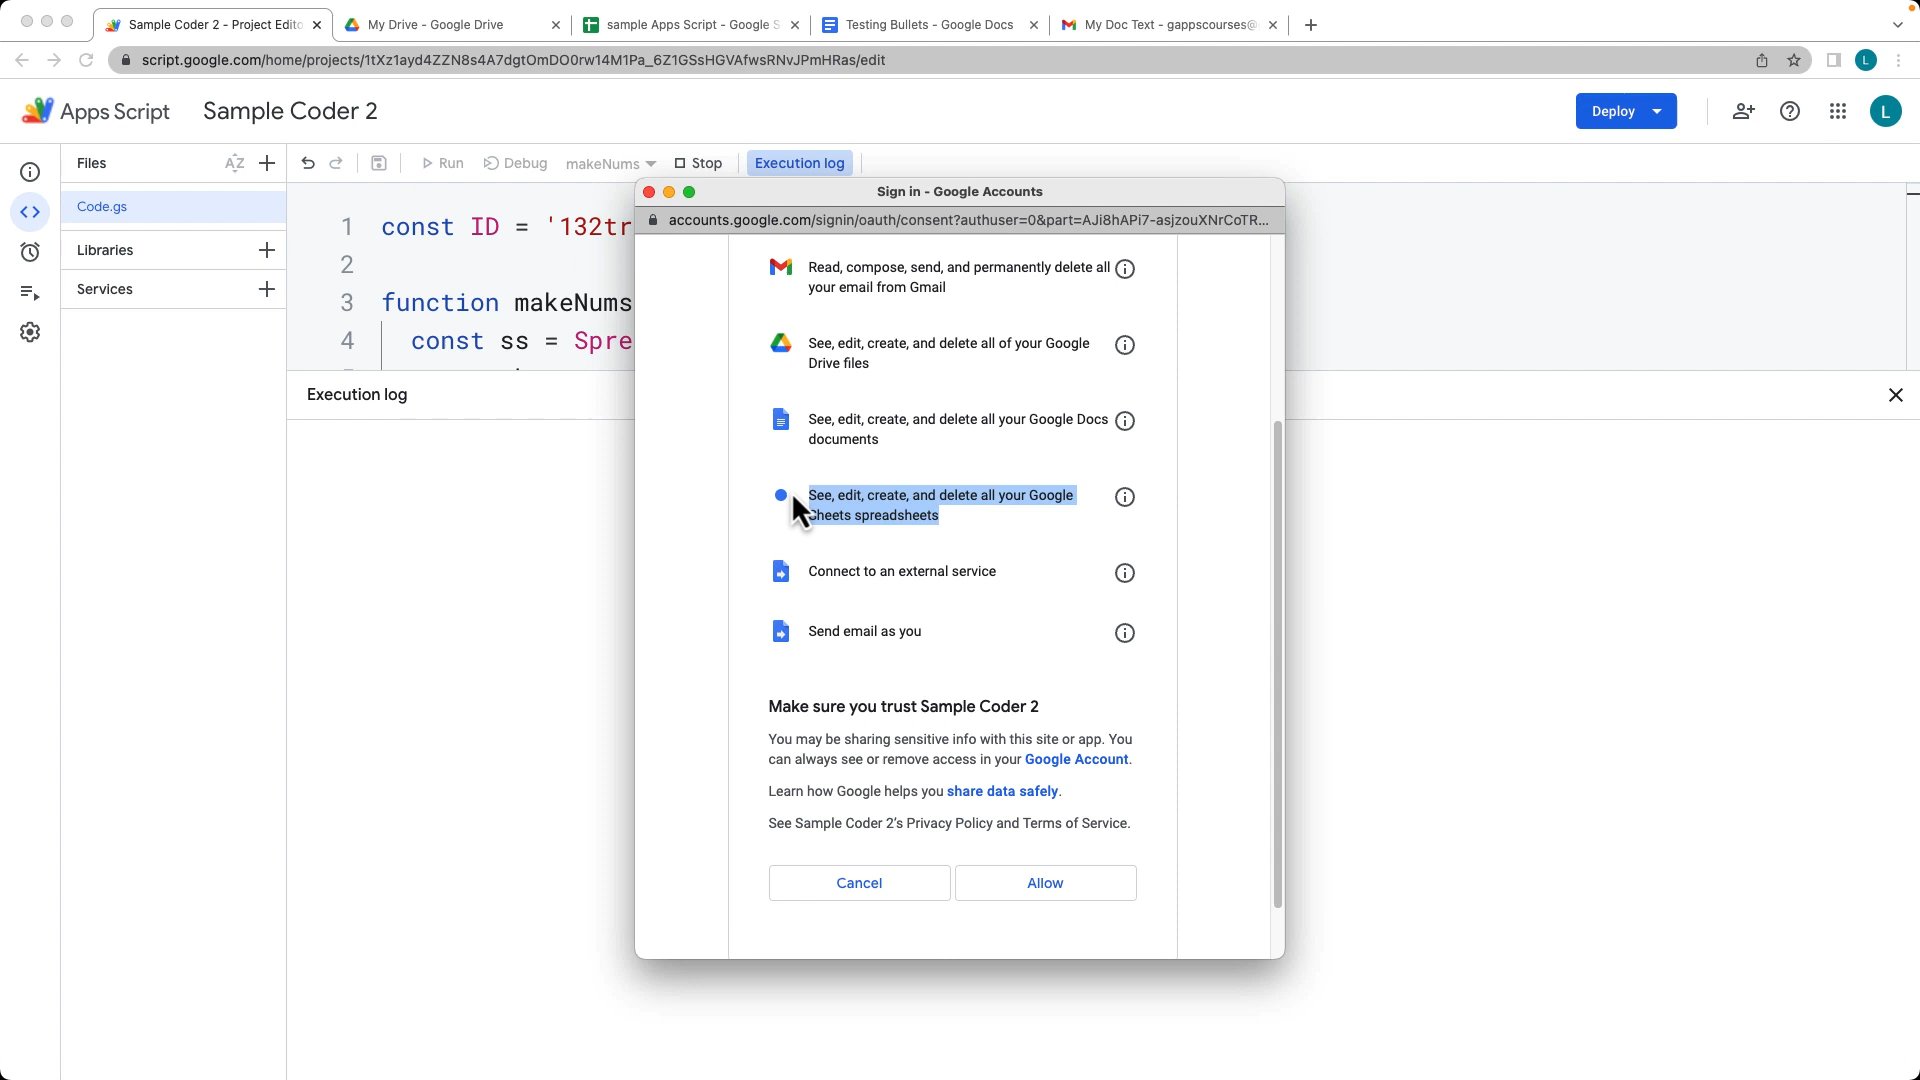 Sample Coder 2 - Project Edito
My Drive - Google Drive
sample Apps Script - Google S
Testing Bullets - Google Docs
My Doc Text - gappscourses@
script.google.com/home/projects/1tXz1ayd4ZZN8s4A7dgtOmDO0rw14M1Pa_6Z1GSsHGVAfwsRNvJPmHRas/edit
L
Apps Script
Sample Coder 2
Deploy
L
Files
AZ
Run
Debug
makeNums
Stop
Execution log
Code.gs
Libraries
Services
1 const ID = '132tr
2
3 function makeNums
4 const ss = Spre
Execution log
Sign in - Google Accounts
accounts.google.com/signin/oauth/consent?authuser=0&part=AJi8hAPi7-asjzouXNrCoTR...
Read, compose, send, and permanently delete all
your email from Gmail
See, edit, create, and delete all of your Google
Drive files
See, edit, create, and delete all your Google Docs
documents
See, edit, create, and delete all your Google
Sheets spreadsheets
Connect to an external service
Send email as you
Make sure you trust Sample Coder 2
You may be sharing sensitive info with this site or app. You
can always see or remove access in your Google Account.
Learn how Google helps you share data safely.
See Sample Coder 2's Privacy Policy and Terms of Service.
Cancel
Allow